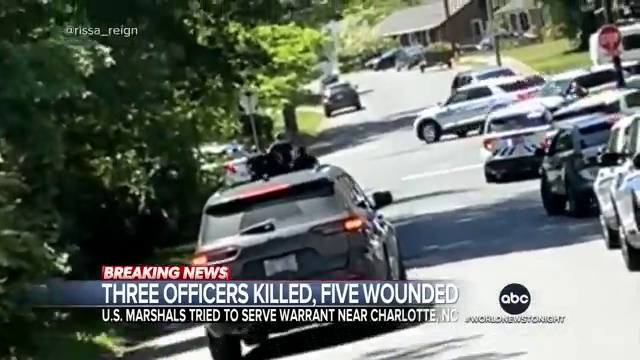 @rissa_reign
BREAKING NEWS
THREE OFFICERS KILLED, FIVE WOUNDED
U.S. MARSHALS TRIED TO SERVE WARRANT NEAR CHARLOTTE, NC
abc
#WORLDNEWSTONIGHT